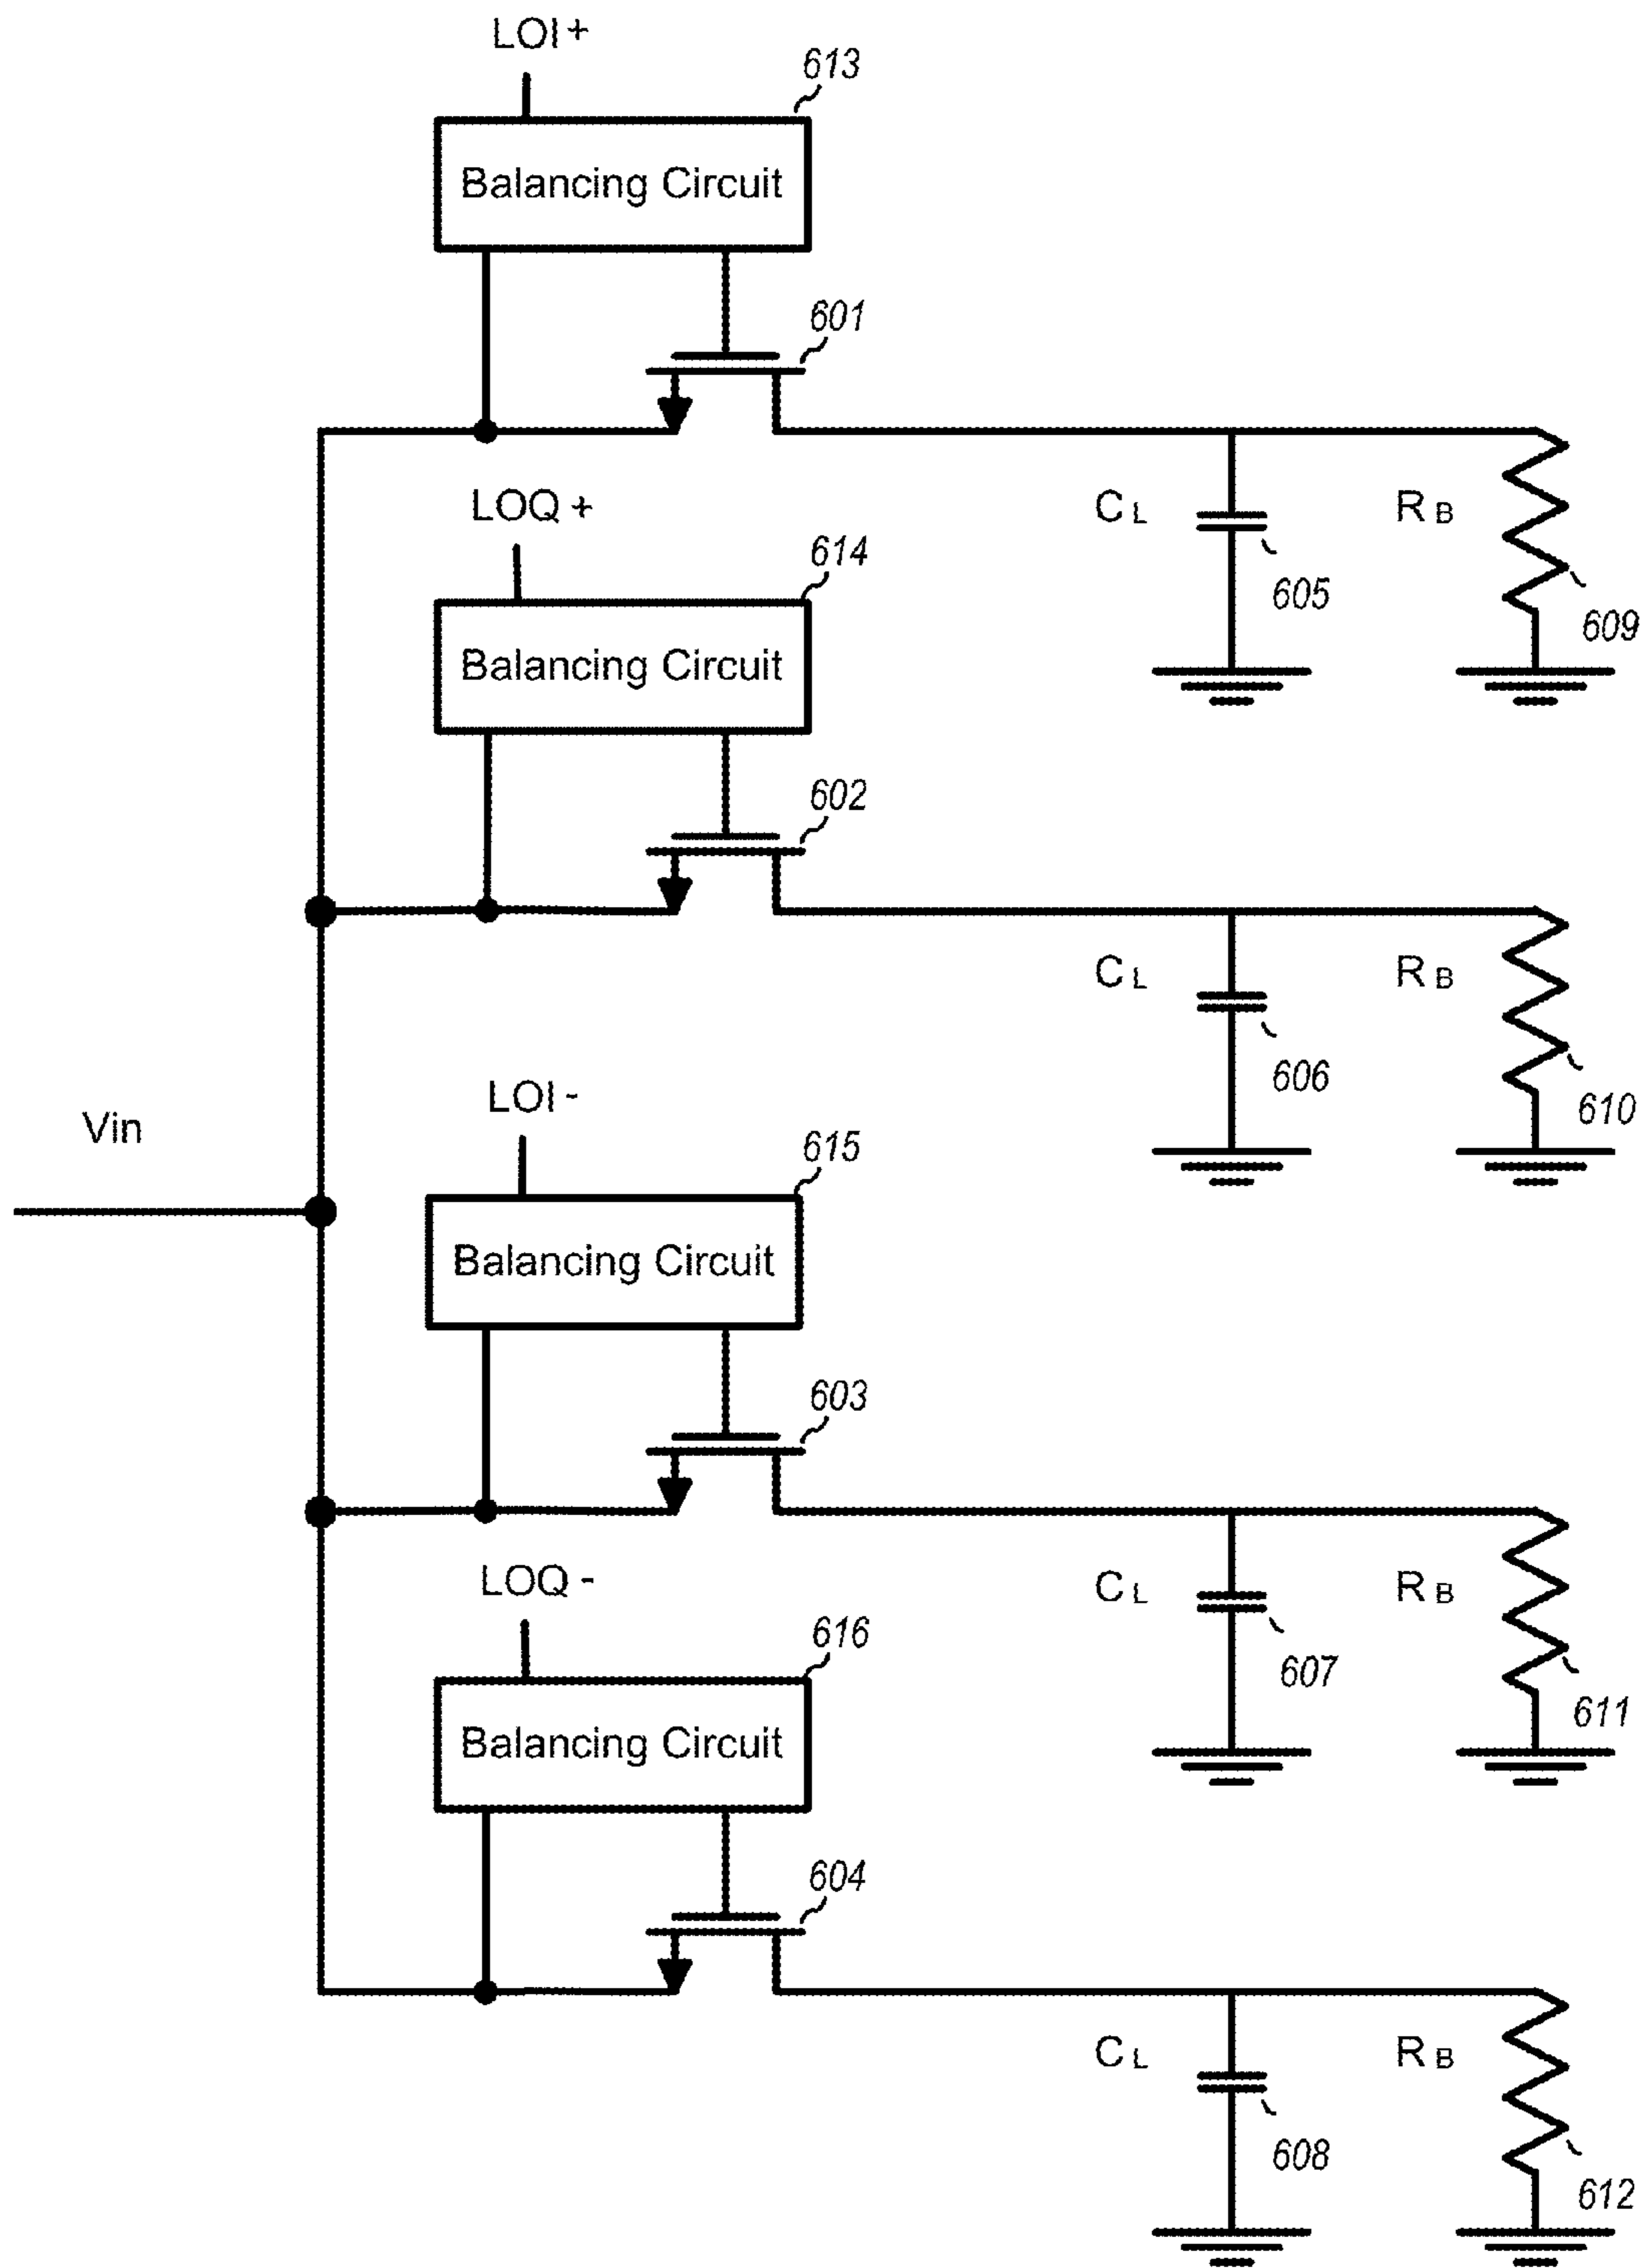 LOI+
613
Balancing Circuit
601
CL
RB
605
609
LOQ+
614
Balancing Circuit
602
CL
RB
606
610
Vin
LOI-
615
Balancing Circuit
603
CL
RB
607
611
LOQ-
616
Balancing Circuit
604
CL
RB
608
612